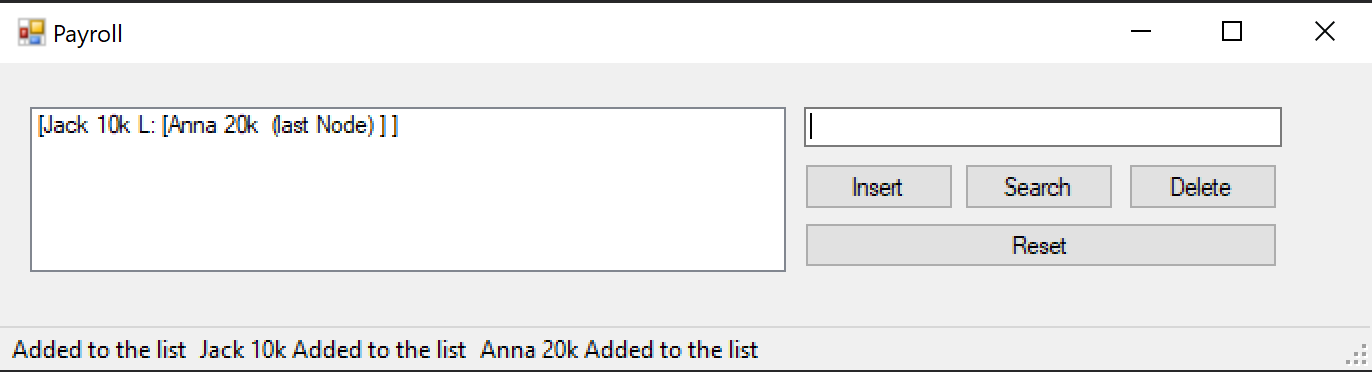 Payroll
[Jack 10k L: [Anna 20k  (last Node) ] ]
Insert
Search
Delete
Reset
Added to the list  Jack 10k Added to the list  Anna 20k Added to the list